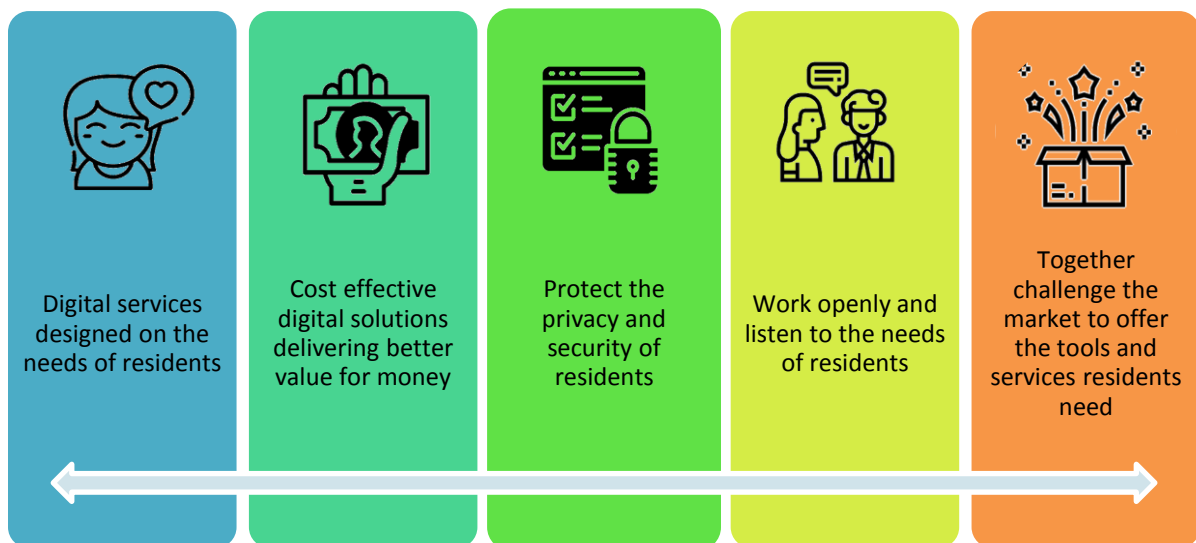 Digital services
designed on the
needs of residents
Cost effective
digital solutions
delivering better
value for money
Protect the
privacy and
security of
residents
Work openly and
listen to the needs
of residents
Together
challenge the
market to offer
the tools and
services residents
need